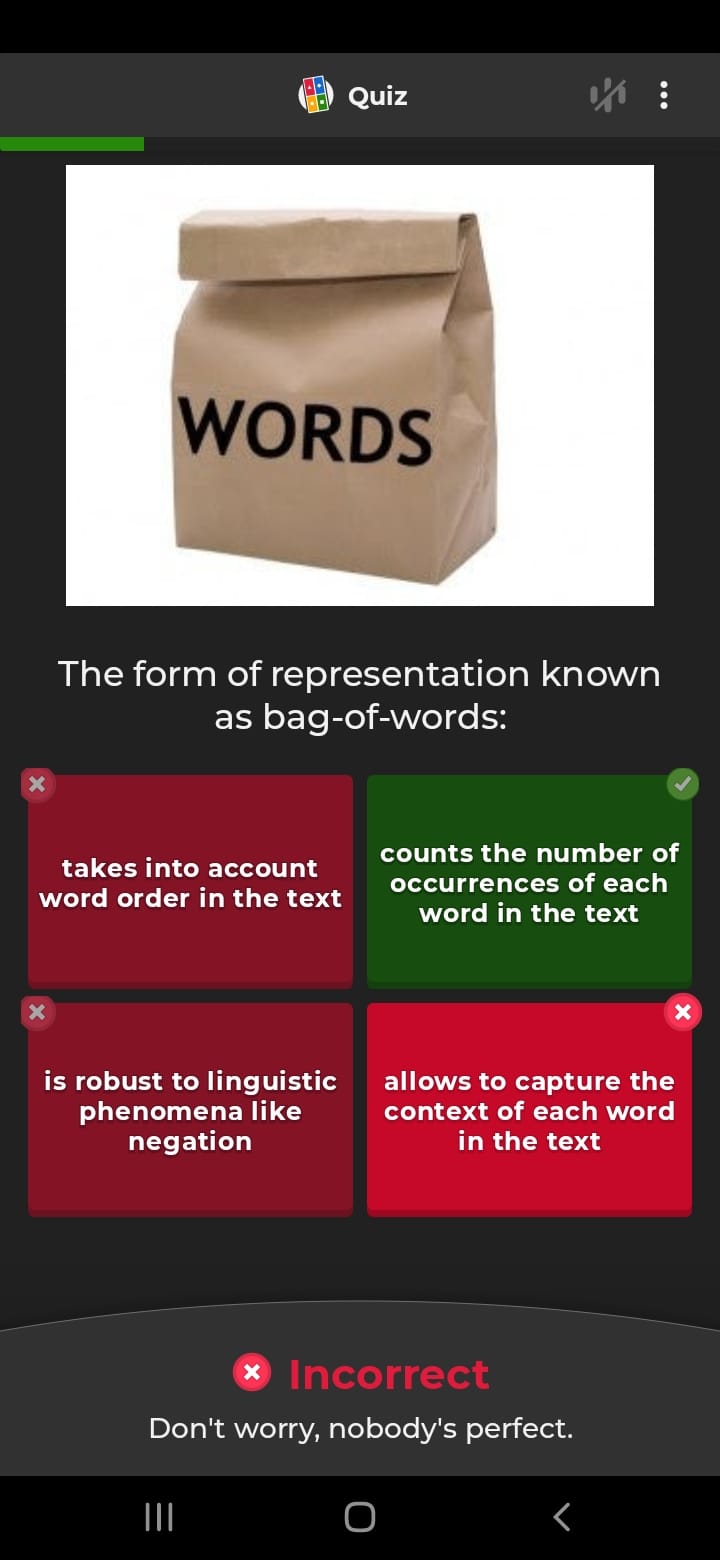 Quiz
WORDS
The form of representation known
as bag-of-words:
takes into account
word order in the text
counts the number of
occurrences of each
word in the text
is robust to linguistic
phenomena like
negation
allows to capture the
context of each word
in the text
Incorrect
Don't worry, nobody's perfect.